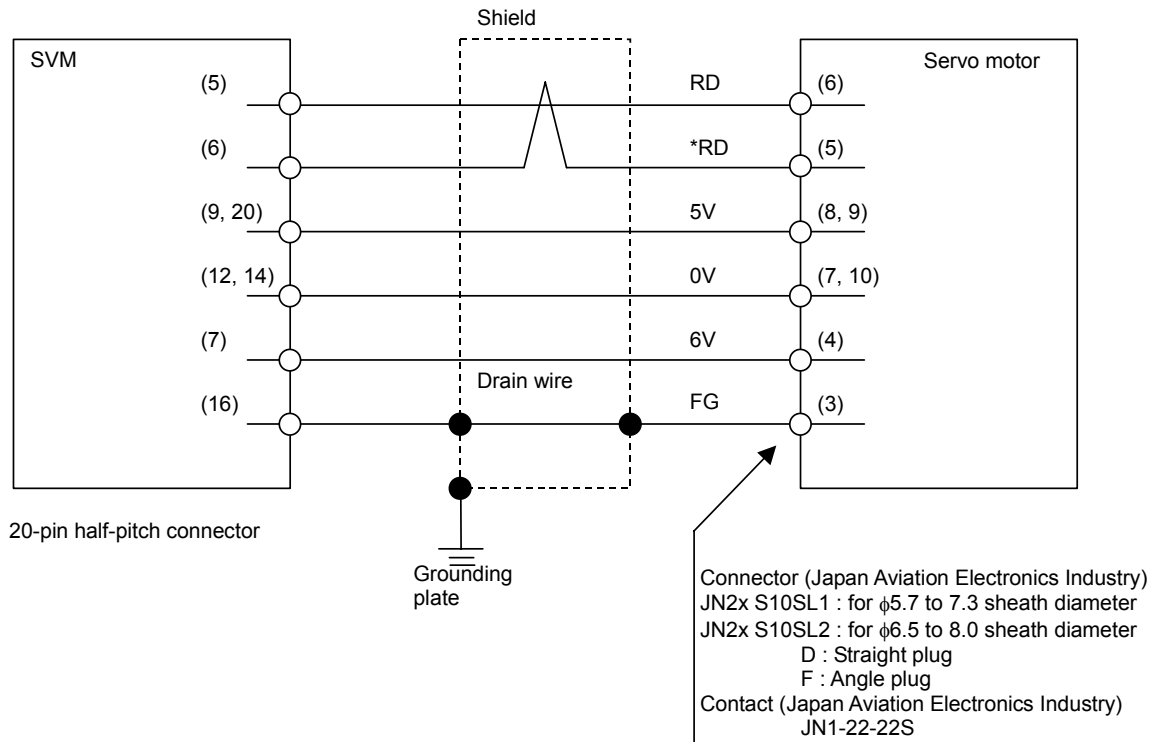 Shield
SVM
Servo motor
(5) RD (6)
(6) *RD (5)
(9, 20) 5V (8, 9)
(12, 14) 0V (7, 10)
(7) 6V (4)
Drain wire
(16) FG (3)
20-pin half-pitch connector
Grounding
plate
Connector (Japan Aviation Electronics Industry)
JN2x S10SL1 : for ϕ5.7 to 7.3 sheath diameter
JN2x S10SL2 : for ϕ6.5 to 8.0 sheath diameter
D : Straight plug
F : Angle plug
Contact (Japan Aviation Electronics Industry)
JN1-22-22S